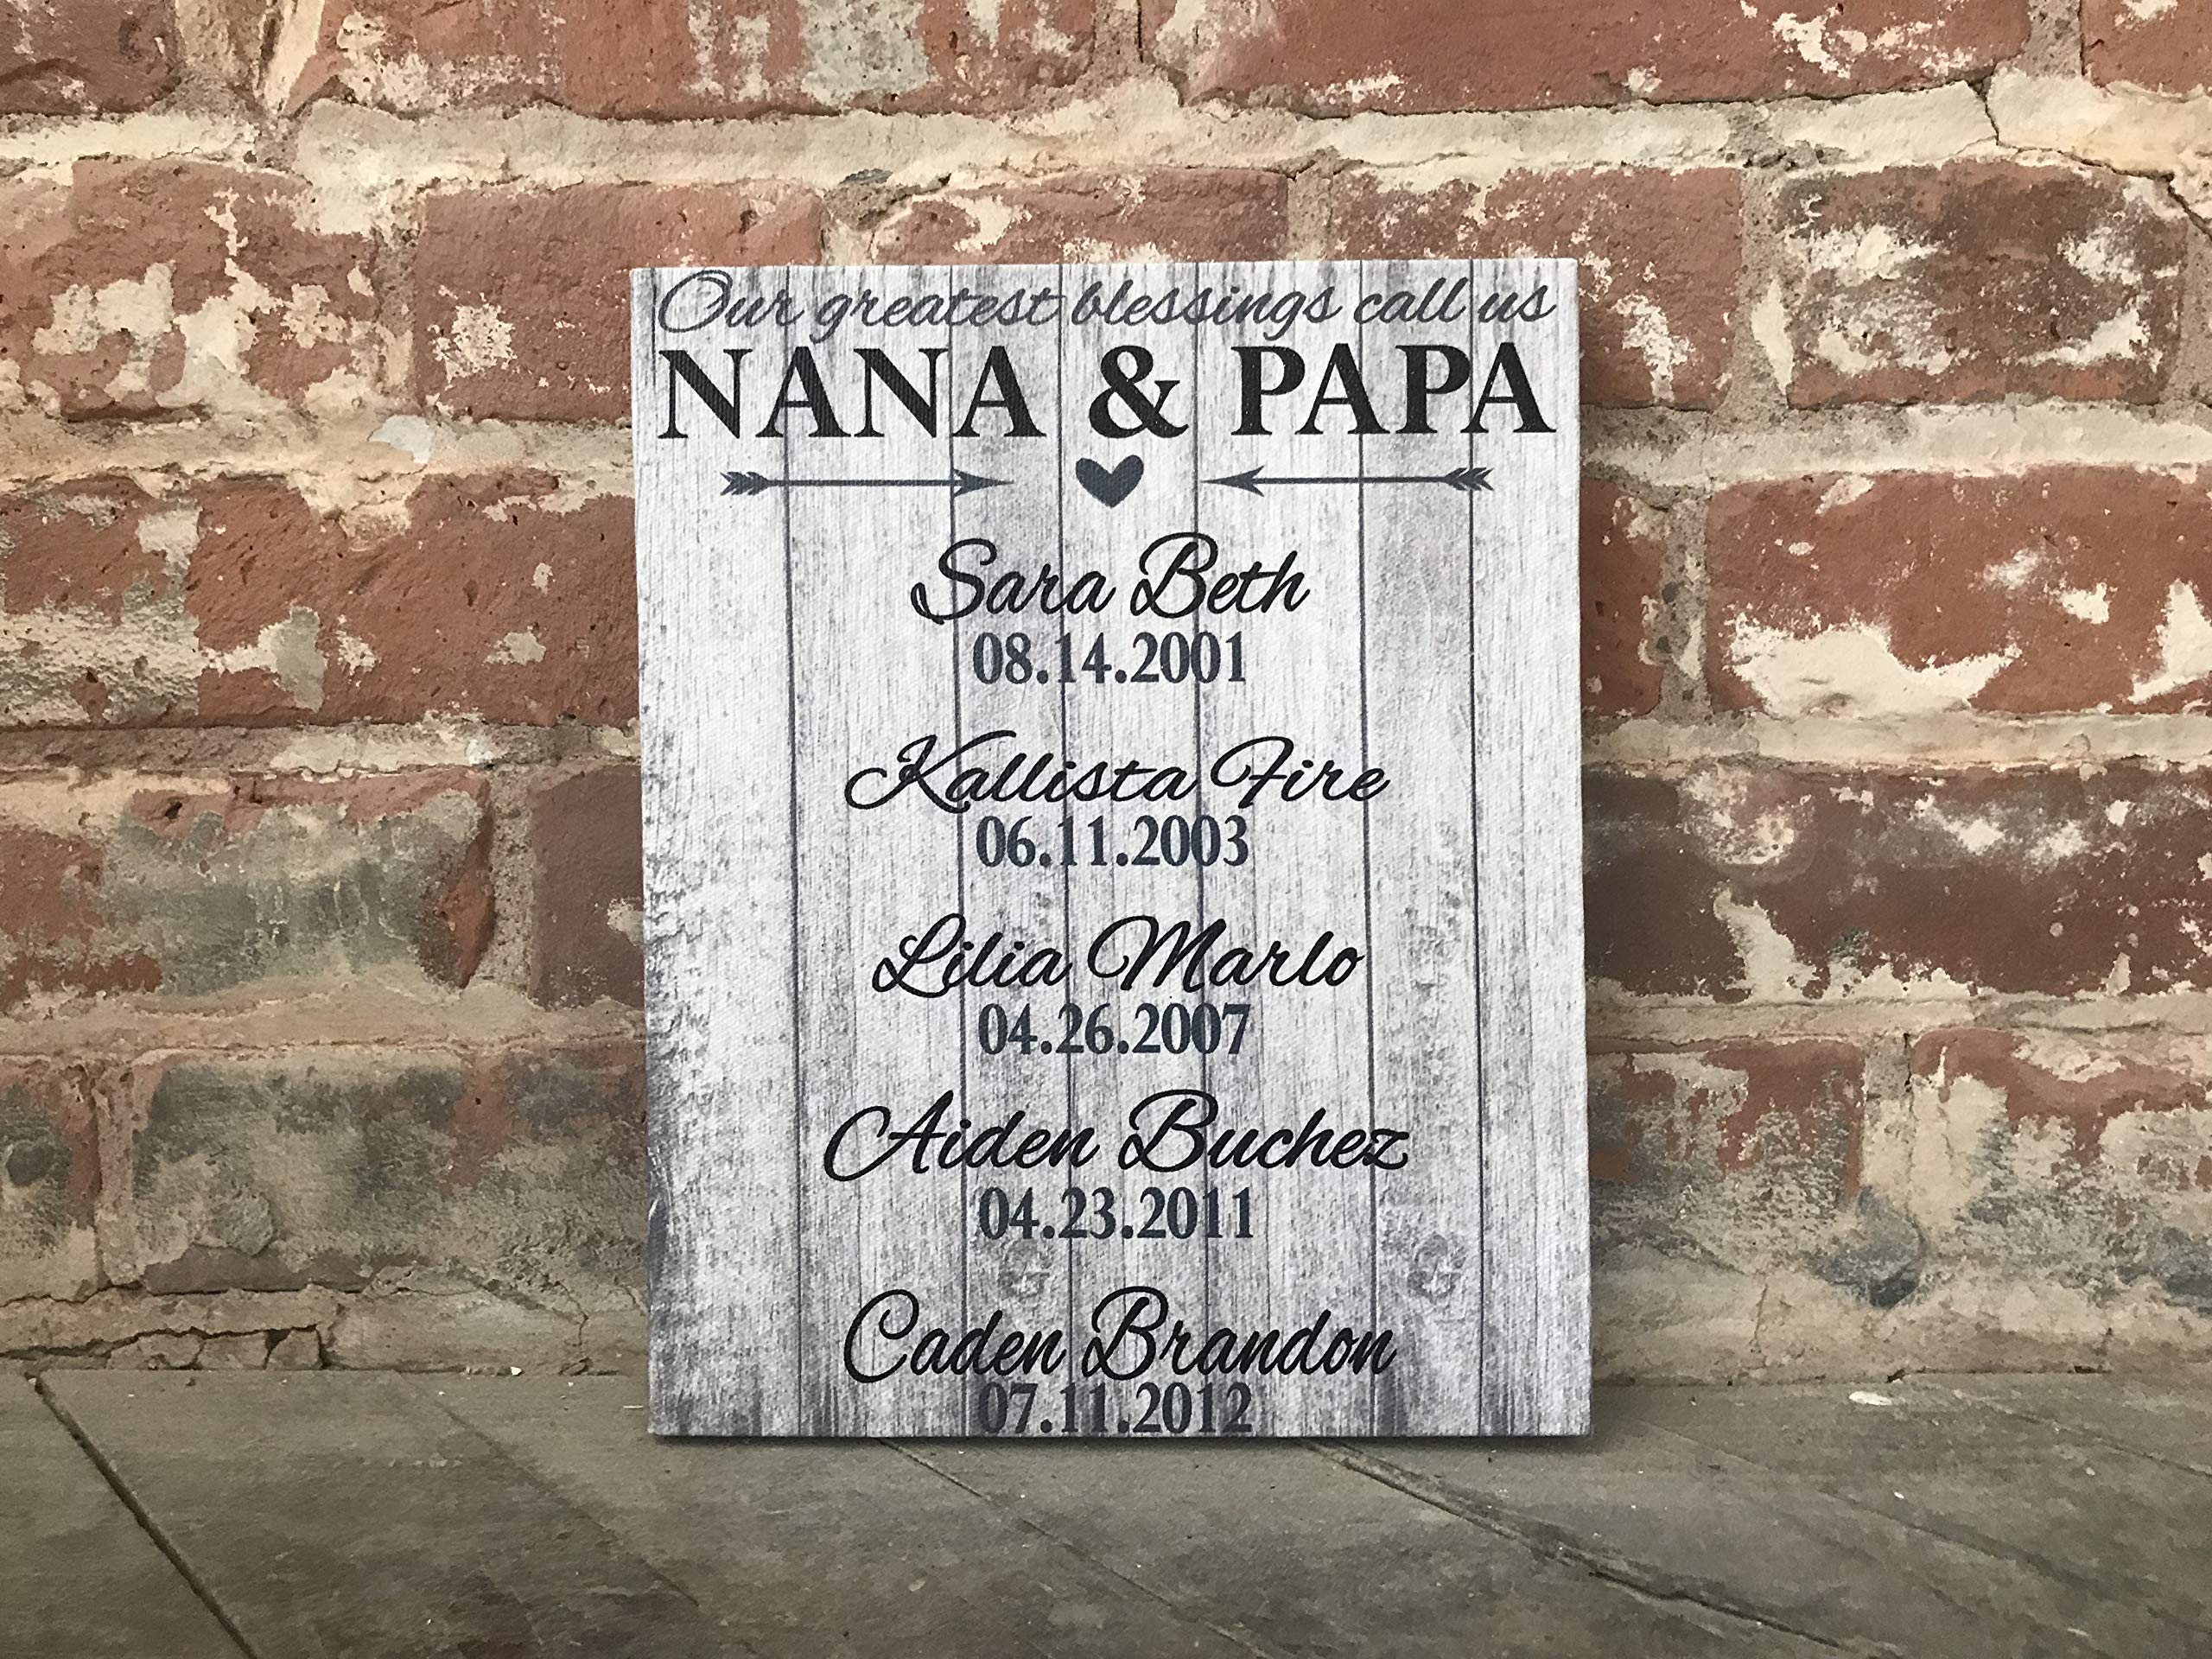 Our greatest blessings call us
NANA & PAPA
Sara Beth
08.14.2001
Kallista Fire
06.11.2003
Lilia Marlo
04.26.2007
Aiden Buchez
04.23.2011
Caden Brandon
07.11.2012